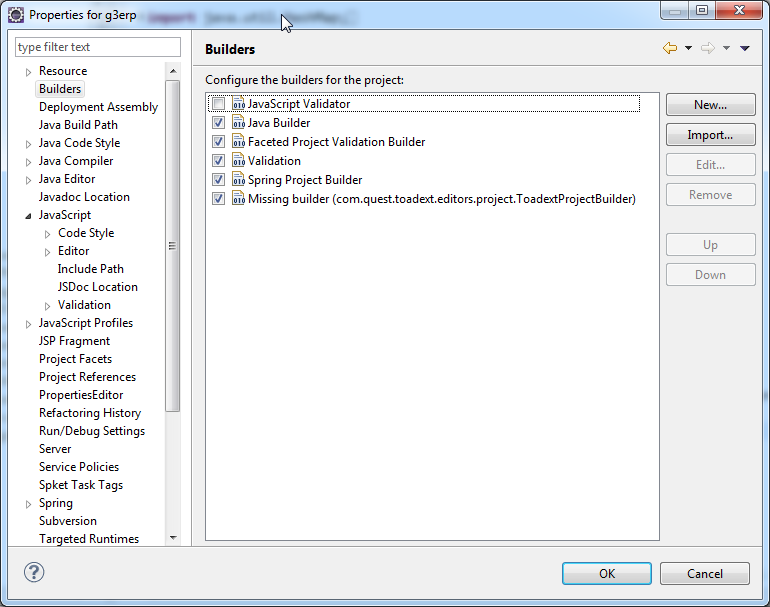 Properties for g3erp
import java.util.HashMap;
type filter text
Resource
Builders
Deployment Assembly
Java Build Path
Java Code Style
Java Compiler
Java Editor
Javadoc Location
JavaScript
Code Style
Editor
Include Path
JSDoc Location
Validation
JavaScript Profiles
JSP Fragment
Project Facets
Project References
PropertiesEditor
Refactoring History
Run/Debug Settings
Server
Service Policies
Spket Task Tags
Spring
Subversion
Targeted Runtimes
Builders
Configure the builders for the project:
JavaScript Validator
Java Builder
Faceted Project Validation Builder
Validation
Spring Project Builder
Missing builder (com.quest.toadext.editors.project.ToadextProjectBuilder)
New...
Import...
Edit...
Remove
Up
Down
OK
Cancel